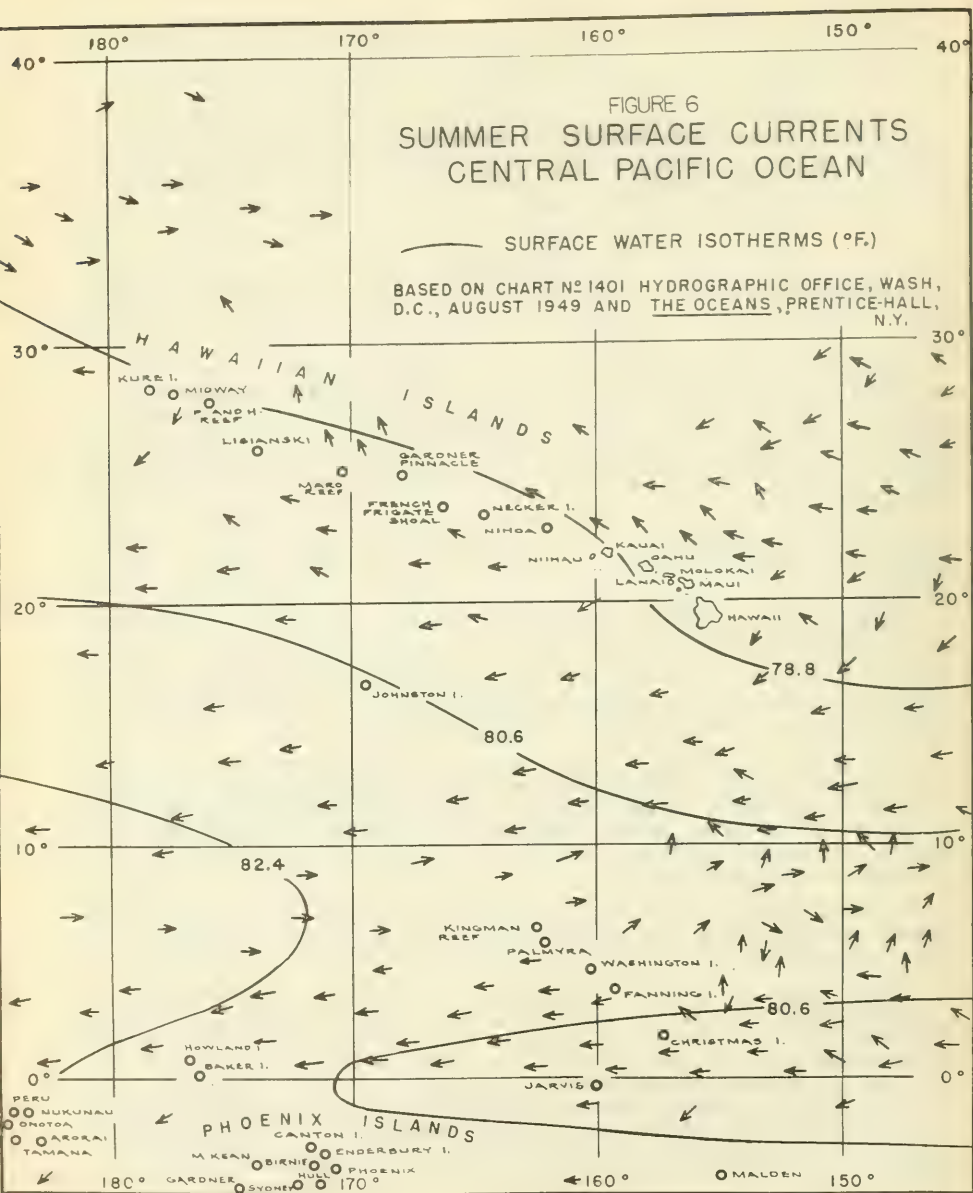 180° 170° 160° 150°
40° 40°
FIGURE 6
SUMMER SURFACE CURRENTS
CENTRAL PACIFIC OCEAN
SURFACE WATER ISOTHERMS (°F.)
BASED ON CHART Nº 1401 HYDROGRAPHIC OFFICE, WASH,
D.C., AUGUST 1949 AND THE OCEANS, PRENTICE-HALL,
N.Y.
30° 30°
HAWAIIAN ISLANDS
KURE I.
MIDWAY
P. AND H.
REEF
LISIANSKI
GARDNER
PINNACLE
MARO
REEF
FRENCH
FRIGATE
SHOAL
NECKER I.
NIHOA
NIIHAU
KAUAI
OAHU
MOLOKAI
LANAI
MAUI
20° 20°
HAWAII
78.8
JOHNSTON I.
80.6
10° 10°
82.4
KINGMAN
REEF
PALMYRA
WASHINGTON I.
FANNING I.
80.6
CHRISTMAS I.
HOWLAND I.
BAKER I.
0° 0°
JARVIS
PERU
NUKUNAU
ONOTOA
ARORAI
TAMANA
PHOENIX ISLANDS
CANTON I.
ENDERBURY I.
M KEAN
BIRNIE
PHOENIX
HULL
GARDNER
SYDNEY
MALDEN
180° 170° 160° 150°